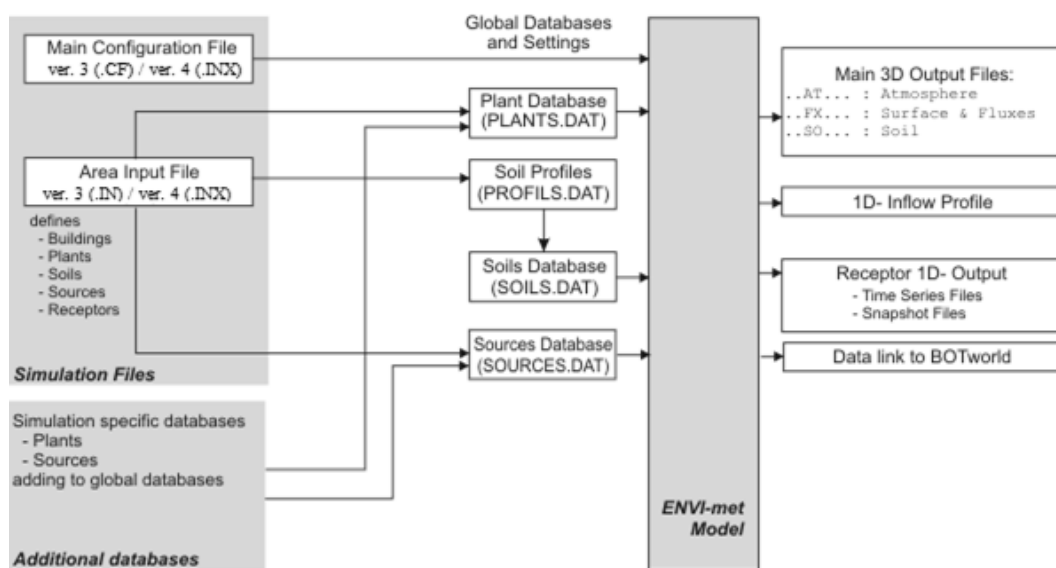 Global Databases
and Settings
Main Configuration File
ver. 3 (.CF) / ver. 4 (.INX)
Area Input File
ver. 3 (.IN) / ver. 4 (.INX)
defines
- Buildings
- Plants
- Soils
- Sources
- Receptors
Simulation Files
Simulation specific databases
- Plants
- Sources
adding to global databases
Additional databases
Plant Database
(PLANTS.DAT)
Soil Profiles
(PROFILS.DAT)
Soils Database
(SOILS.DAT)
Sources Database
(SOURCES.DAT)
ENVI-met
Model
Main 3D Output Files:
..AT... : Atmosphere
..FX... : Surface & Fluxes
..SO... : Soil
1D- Inflow Profile
Receptor 1D- Output
- Time Series Files
- Snapshot Files
Data link to BOTworld